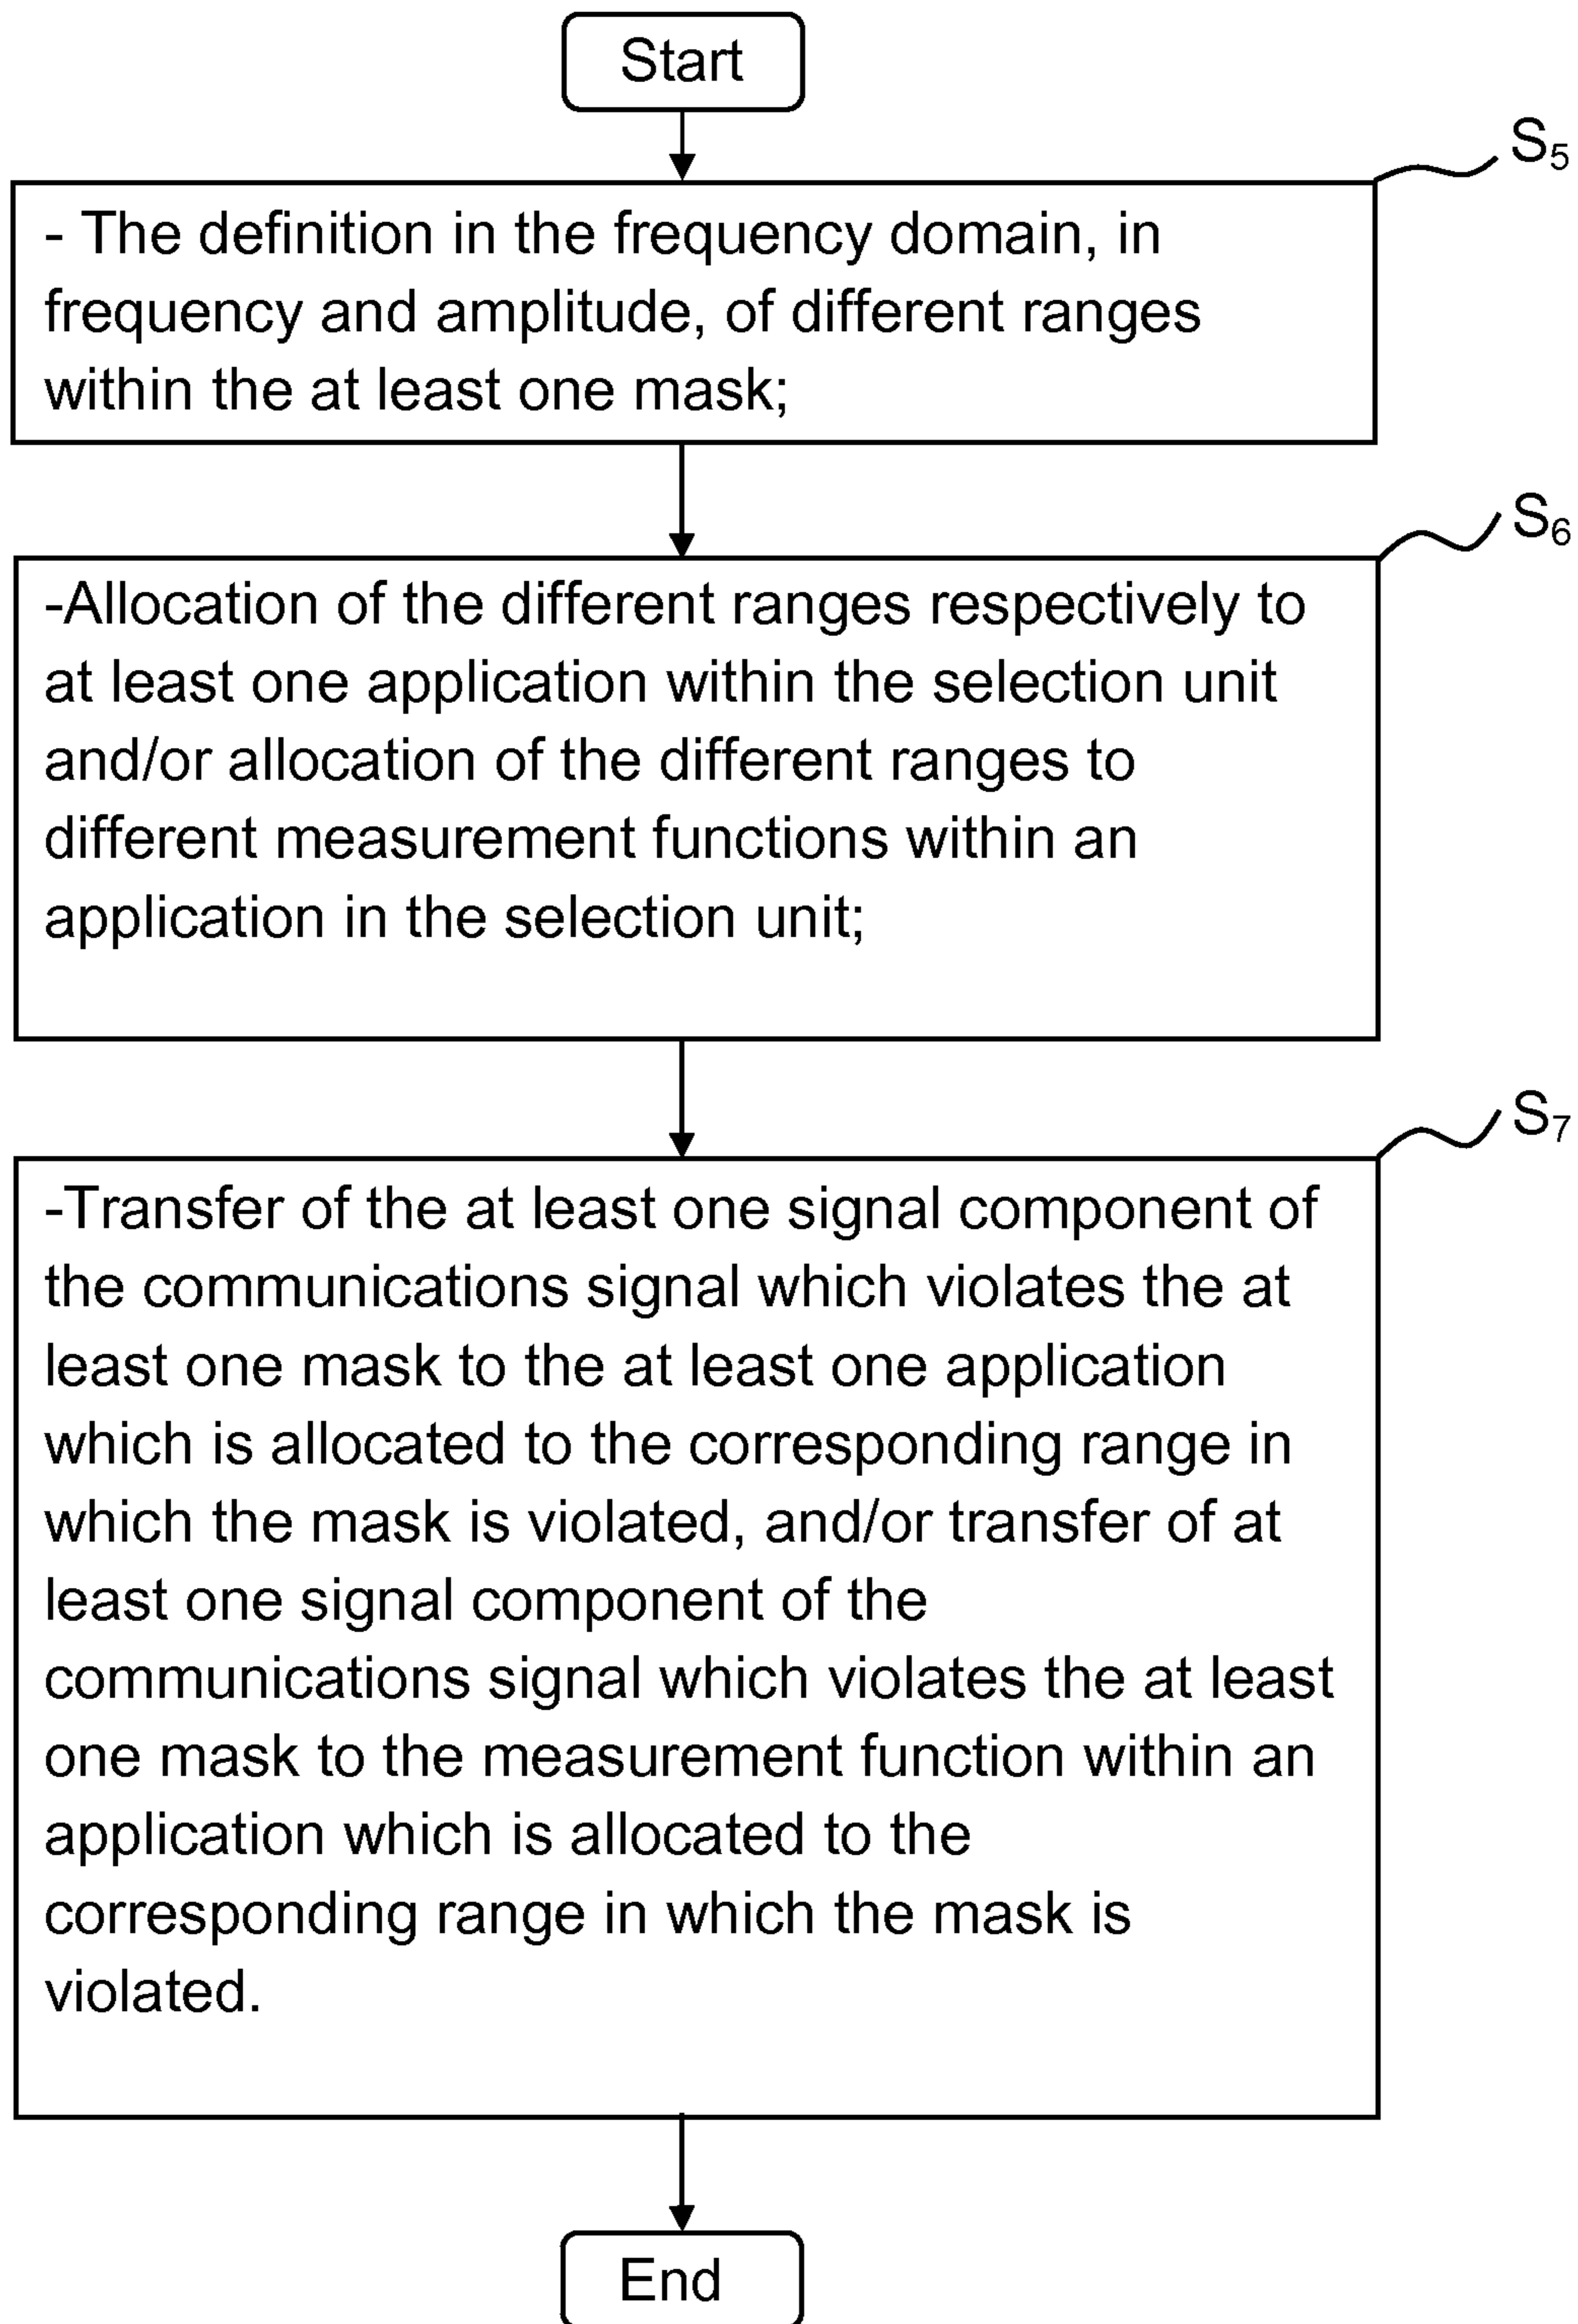 Start
S5
- The definition in the frequency domain, in
frequency and amplitude, of different ranges
within the at least one mask;
S6
-Allocation of the different ranges respectively to
at least one application within the selection unit
and/or allocation of the different ranges to
different measurement functions within an
application in the selection unit;
S7
-Transfer of the at least one signal component of
the communications signal which violates the at
least one mask to the at least one application
which is allocated to the corresponding range in
which the mask is violated, and/or transfer of at
least one signal component of the
communications signal which violates the at least
one mask to the measurement function within an
application which is allocated to the
corresponding range in which the mask is
violated.
End